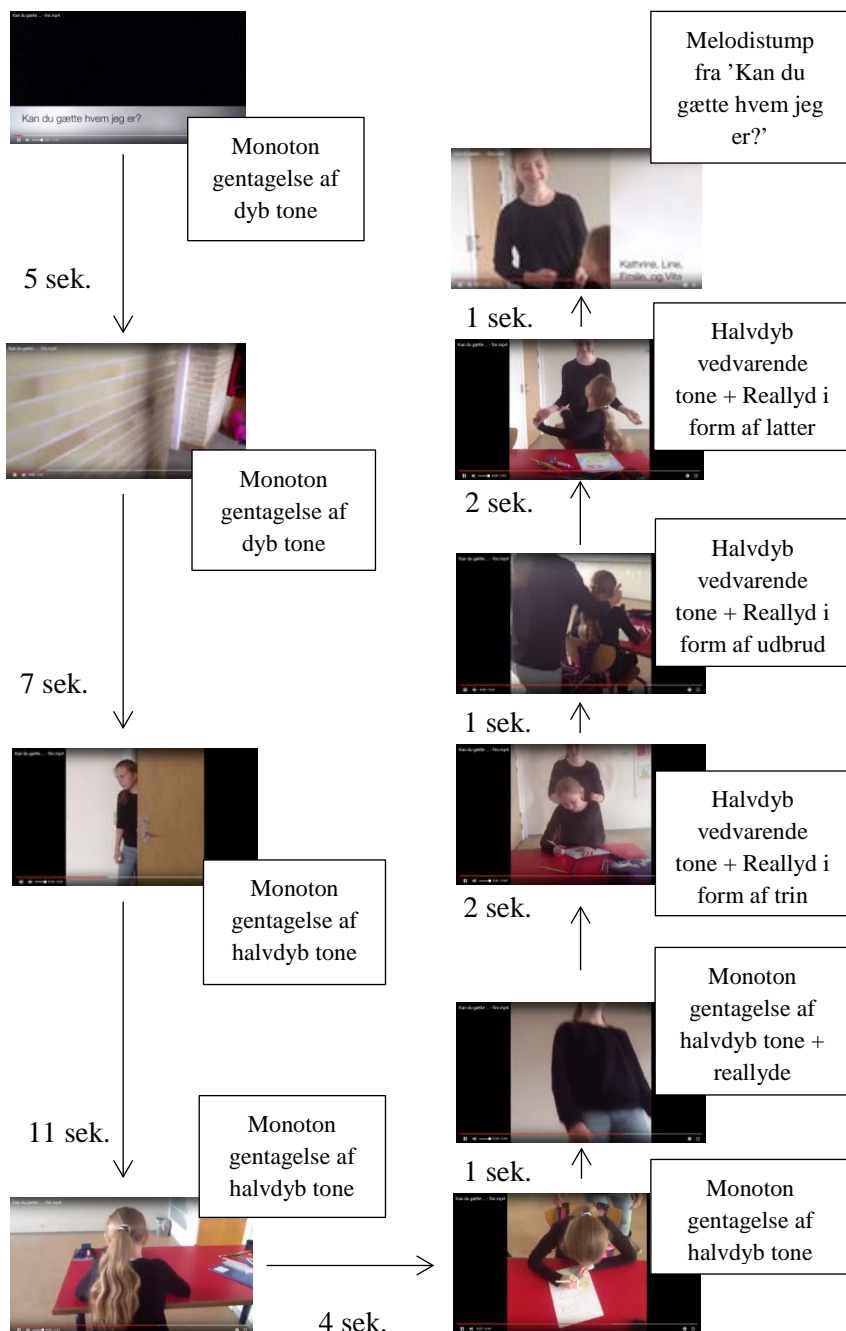 Kan du gætte hvem jeg er?
Monoton
gentagelse af
dyb tone
5 sek.
Monoton
gentagelse af
dyb tone
7 sek.
Monoton
gentagelse af
halvdyb tone
11 sek.
Monoton
gentagelse af
halvdyb tone
4 sek.
Monoton
gentagelse af
halvdyb tone
1 sek.
Monoton
gentagelse af
halvdyb tone +
reallyde
2 sek.
Halvdyb
vedvarende
tone + Reallyd i
form af trin
1 sek.
Halvdyb
vedvarende
tone + Reallyd i
form af udbrud
2 sek.
Halvdyb
vedvarende
tone + Reallyd i
form af latter
1 sek.
Kathrine, Line,
Emilie, og Vita
Melodistump
fra ’Kan du
gætte hvem jeg
er?’